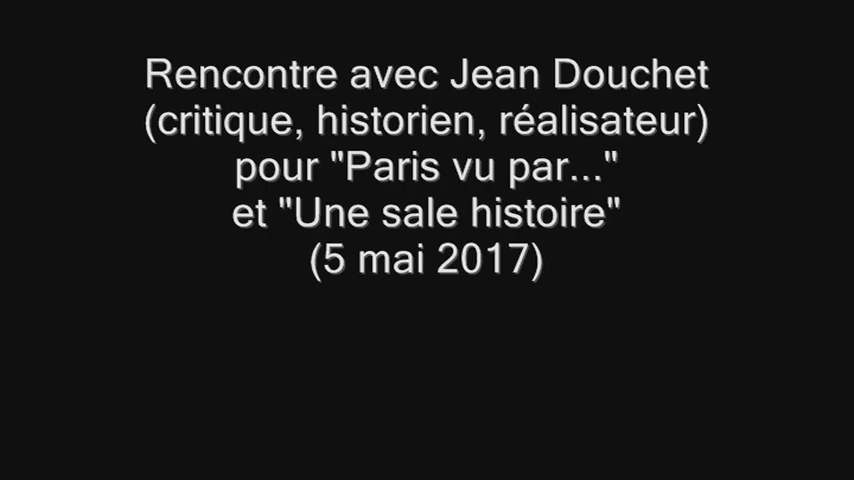 Rencontre avec Jean Douchet
(critique, historien, réalisateur)
pour "Paris vu par..."
et "Une sale histoire"
(5 mai 2017)